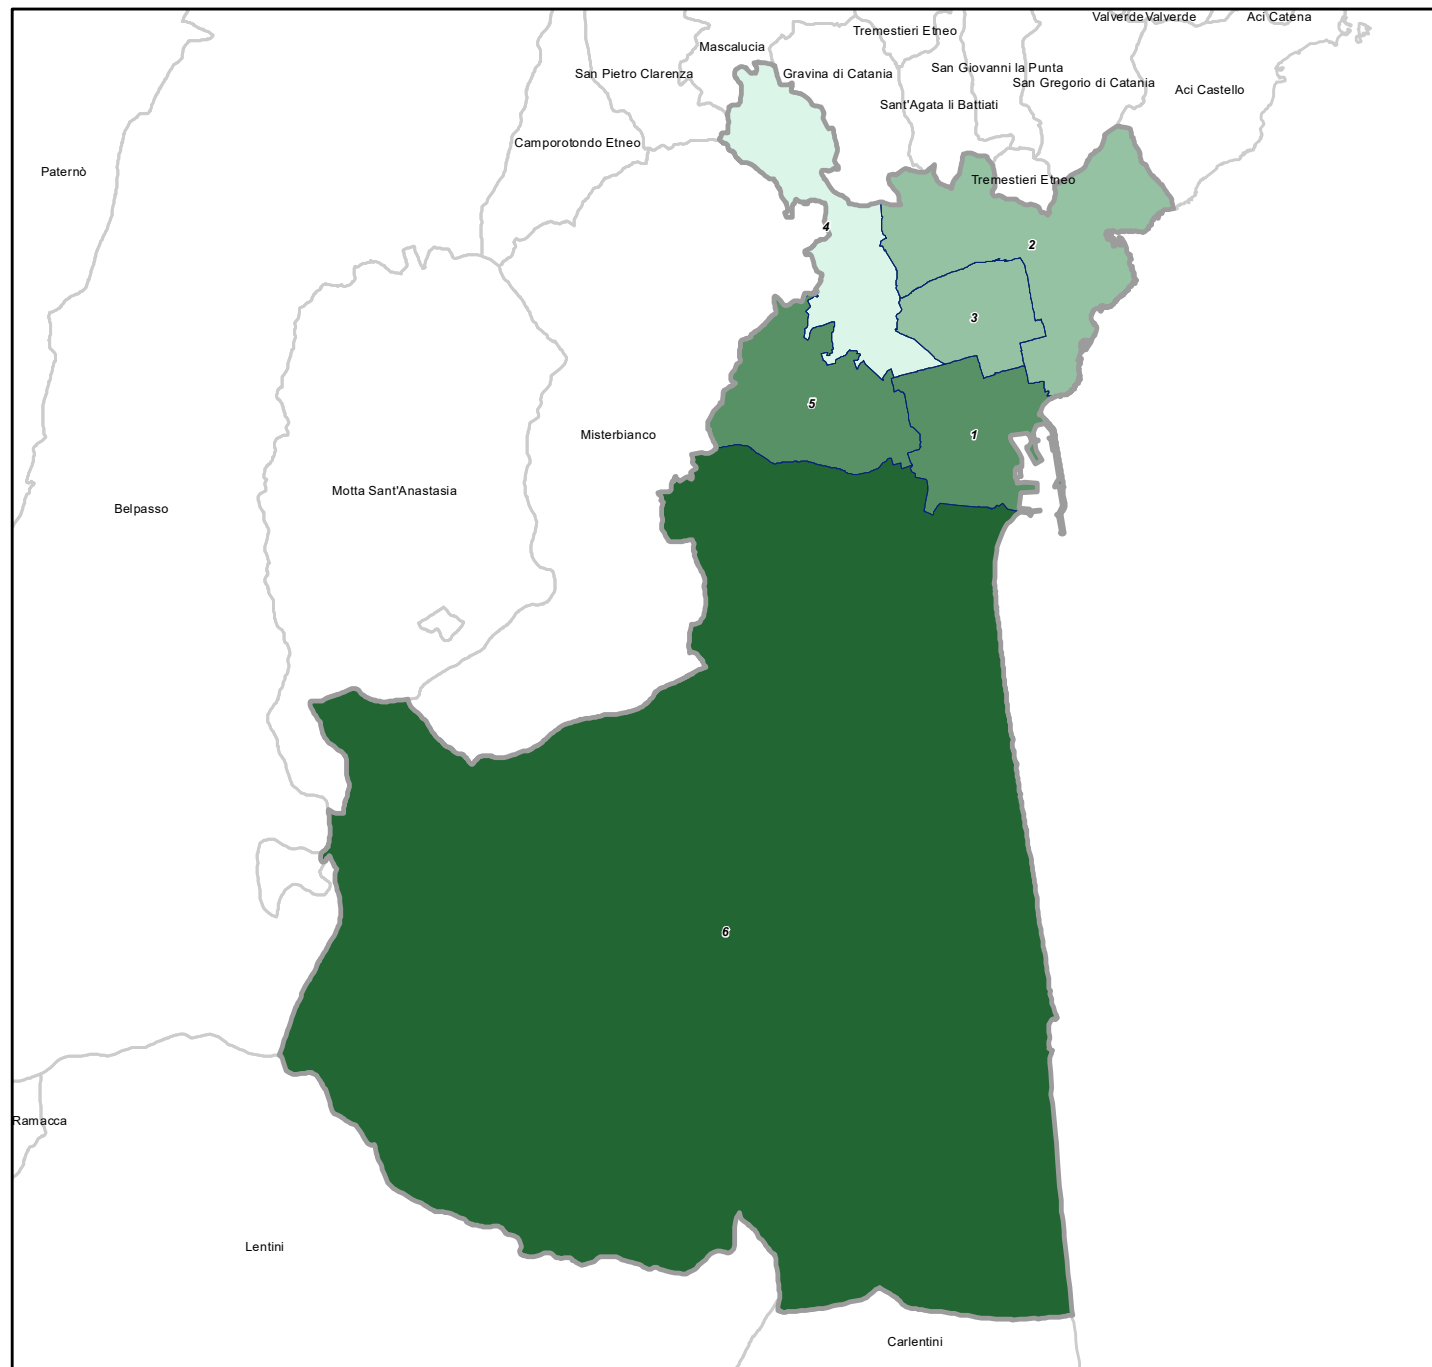 ValverdeValverde
Aci Catena
Tremestieri Etneo
Mascalucia
San Pietro Clarenza
Gravina di Catania
San Giovanni la Punta
San Gregorio di Catania
Aci Castello
Sant'Agata li Battiati
Camporotondo Etneo
Paternò
Tremestieri Etneo
4
2
3
5
1
Misterbianco
Motta Sant'Anastasia
Belpasso
6
Ramacca
Lentini
Carlentini